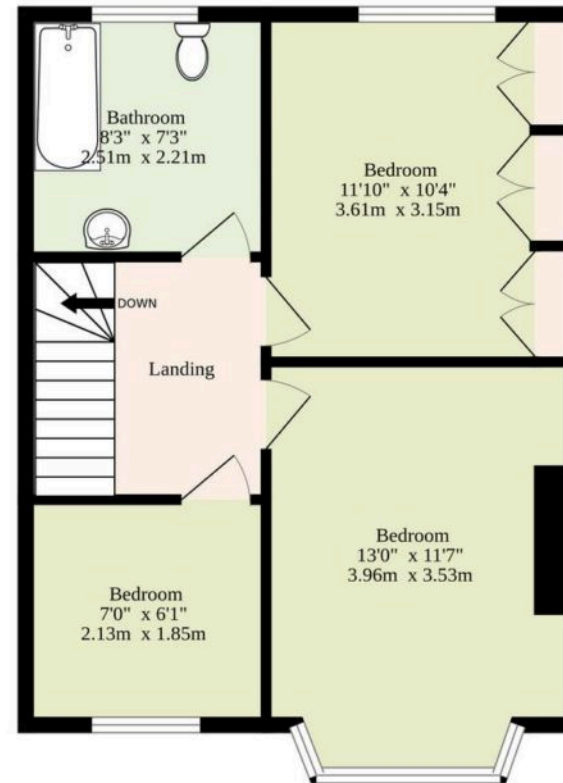 Bathroom
8'3" x 7'3"
2.51m x 2.21m
Bedroom
11'10" x 10'4"
3.61m x 3.15m
DOWN
Landing
Bedroom
13'0" x 11'7"
3.96m x 3.53m
Bedroom
7'0" x 6'1"
2.13m x 1.85m